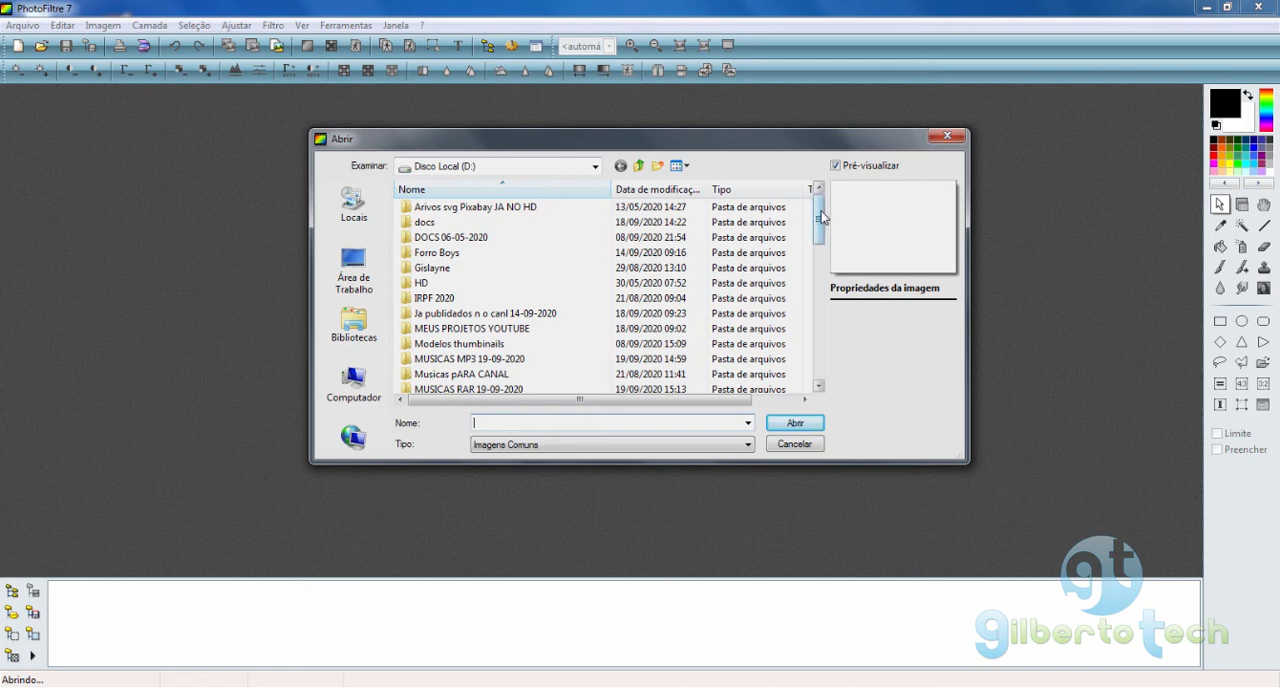 PhotoFiltre 7
Arquivo Editar Imagem Camada Seleção Ajustar Filtro Ver Ferramentas Janela ?
<automá
Abrir
Examinar: Disco Local (D:) Pré-visualizar
Nome Data de modificaç... Tipo T
Arivos svg Pixabay JA NO HD 13/05/2020 14:27 Pasta de arquivos
docs 18/09/2020 14:22 Pasta de arquivos
DOCS 06-05-2020 08/09/2020 21:54 Pasta de arquivos
Forro Boys 14/09/2020 09:16 Pasta de arquivos
Gislayne 29/08/2020 13:10 Pasta de arquivos
HD 30/05/2020 07:52 Pasta de arquivos
IRPF 2020 21/08/2020 09:04 Pasta de arquivos
Ja publidados n o canl 14-09-2020 18/09/2020 09:23 Pasta de arquivos
MEUS PROJETOS YOUTUBE 18/09/2020 09:02 Pasta de arquivos
Modelos thumbinails 08/09/2020 15:09 Pasta de arquivos
MUSICAS MP3 19-09-2020 19/09/2020 14:59 Pasta de arquivos
Musicas pARA CANAL 21/08/2020 11:41 Pasta de arquivos
MUSICAS RAR 19-09-2020 19/09/2020 15:13 Pasta de arquivos
Locais
Área de
Trabalho
Bibliotecas
Computador
Propriedades da imagem
Nome: Abrir
Tipo: Imagens Comuns Cancelar
4:3 3:2
Limite
Preencher
gt
gilbertotech
Abrindo...